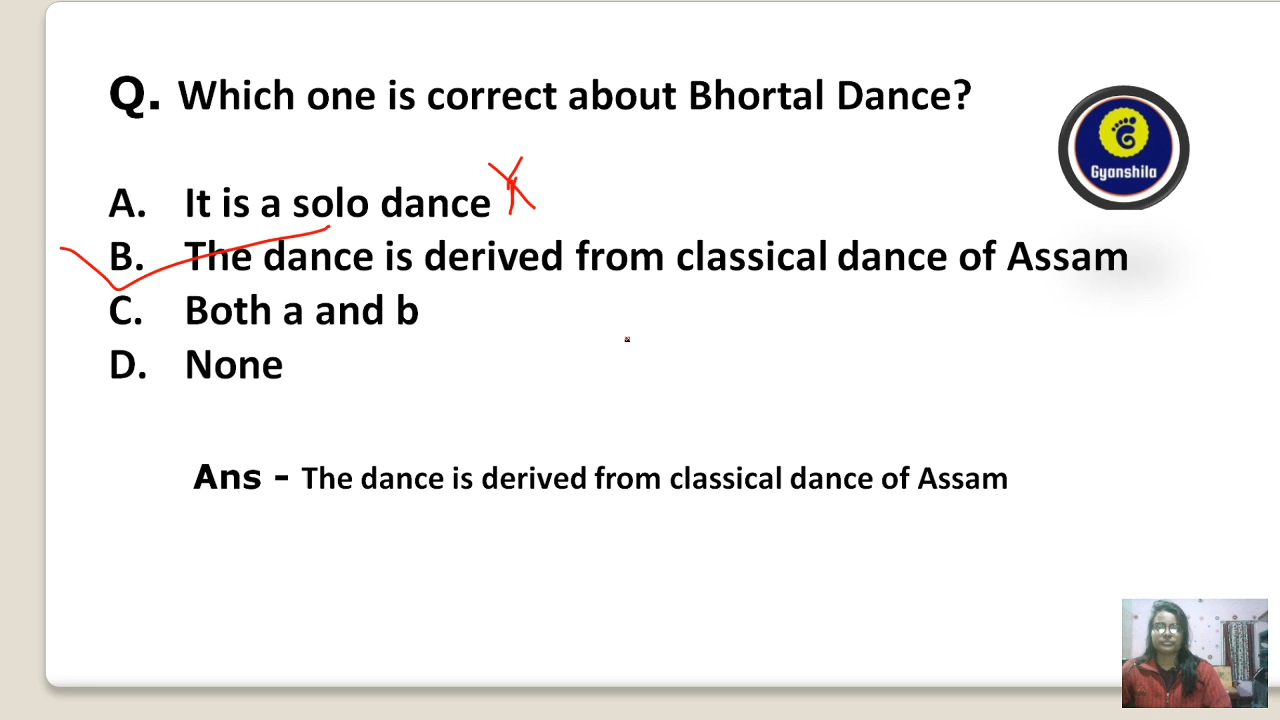 Q. Which one is correct about Bhortal Dance?
Gyanshila
A. It is a solo dance
B. The dance is derived from classical dance of Assam
C. Both a and b
D. None
Ans - The dance is derived from classical dance of Assam